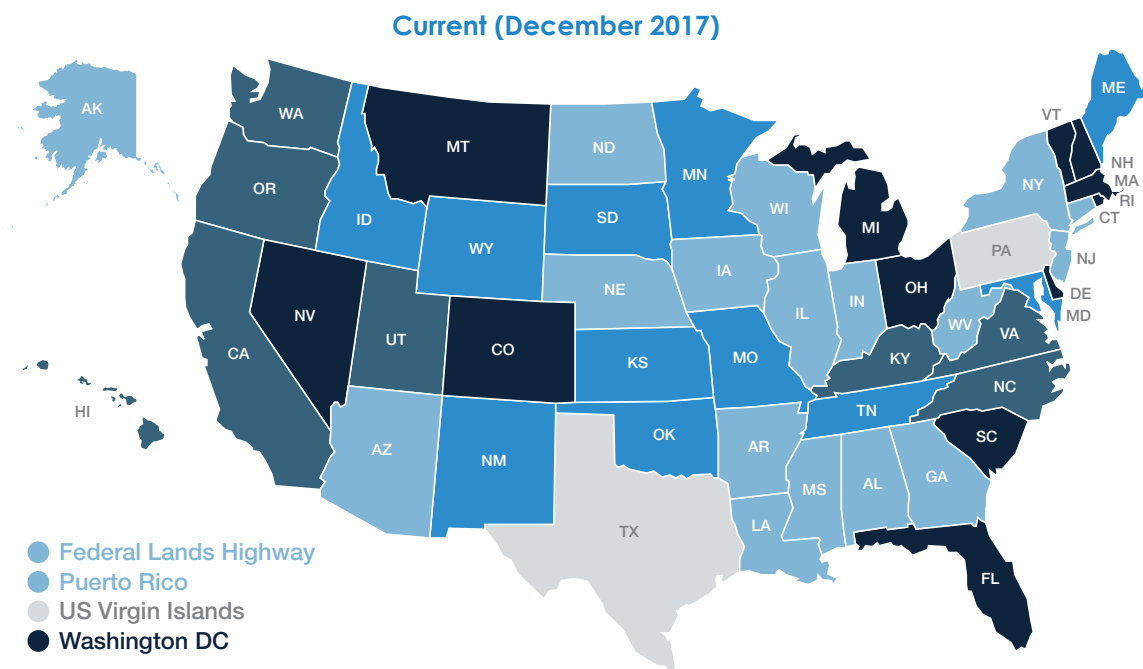 Current (December 2017)
AK
WA
MT
ND
MN
ME
VT
NH
MA
RI
CT
NY
OR
ID
SD
WI
MI
WY
PA
NJ
IA
NE
NV
UT
CO
IL
IN
OH
DE
MD
WV
VA
CA
KS
MO
KY
NC
HI
TN
AZ
NM
OK
AR
SC
MS
AL
GA
LA
TX
FL
Federal Lands Highway
Puerto Rico
US Virgin Islands
Washington DC